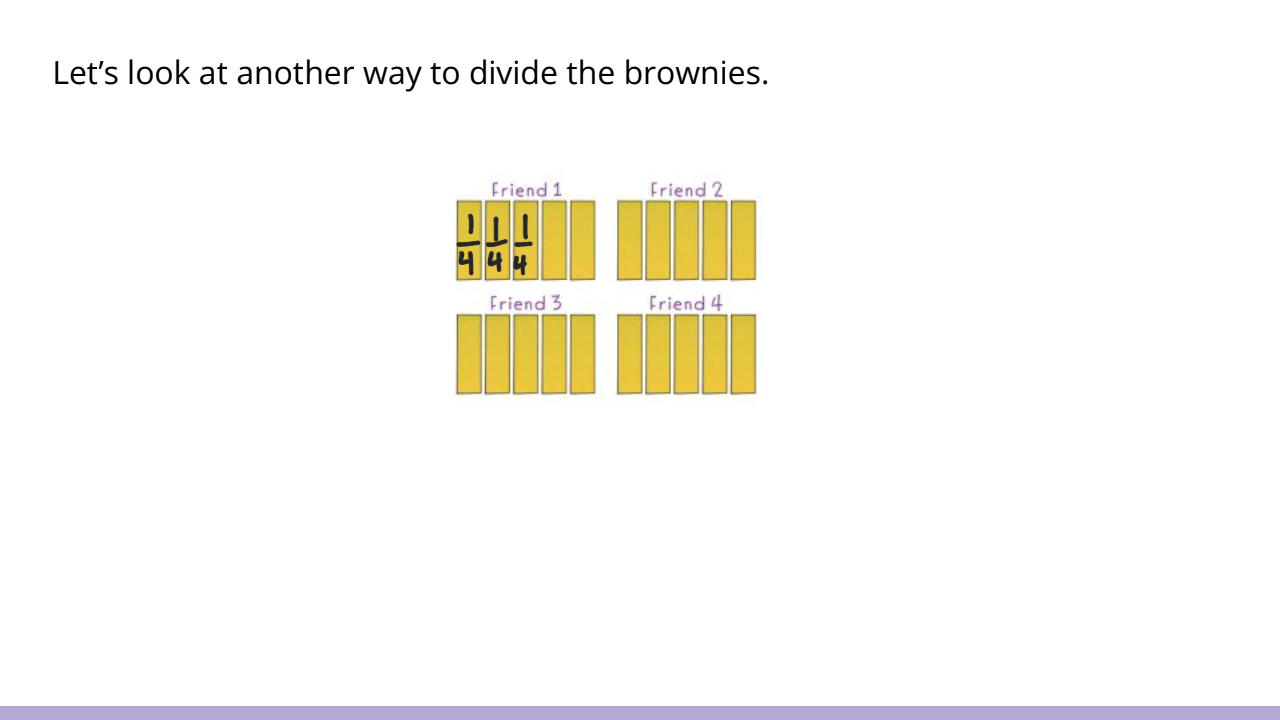 Let’s look at another way to divide the brownies.
Friend 1
Friend 2
1/4 1/4 1/4
Friend 3
Friend 4